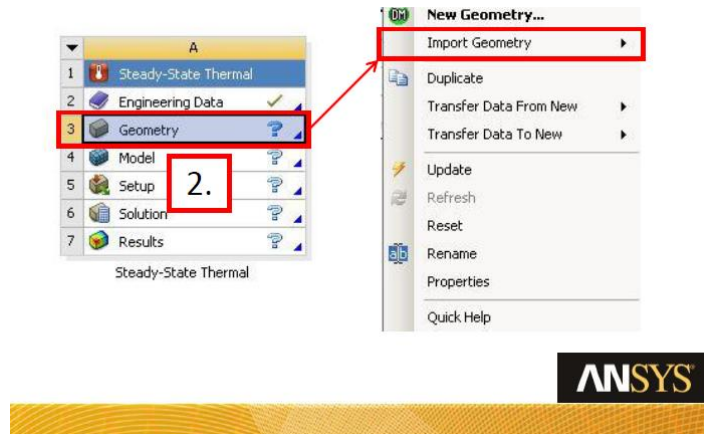 A
1 Steady-State Thermal
2 Engineering Data
3 Geometry
4 Model
5 Setup
6 Solution
7 Results
Steady-State Thermal
2.
New Geometry...
Import Geometry
Duplicate
Transfer Data From New
Transfer Data To New
Update
Refresh
Reset
Rename
Properties
Quick Help
ANSYS